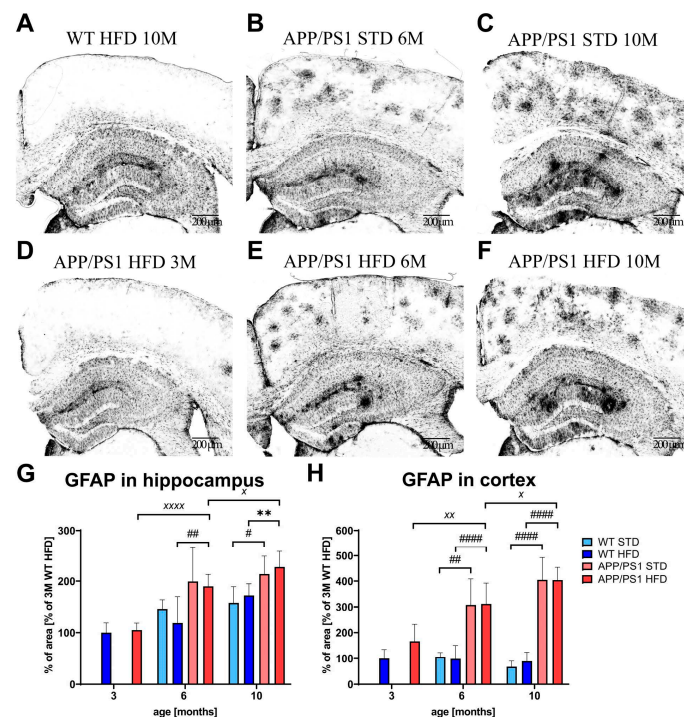 A
WT HFD 10M
200µm
B
APP/PS1 STD 6M
200µm
C
APP/PS1 STD 10M
200µm
D
APP/PS1 HFD 3M
200µm
E
APP/PS1 HFD 6M
200µm
F
APP/PS1 HFD 10M
200µm
G
GFAP in hippocampus
% of area [% of 3M WT HFD]
300
200
100
0
xxxx
x
##
#
**
3
6
10
age [months]
H
GFAP in cortex
% of area [% of 3M WT HFD]
600
500
400
300
200
100
0
xx
x
##
####
####
####
3
6
10
age [months]
WT STD
WT HFD
APP/PS1 STD
APP/PS1 HFD